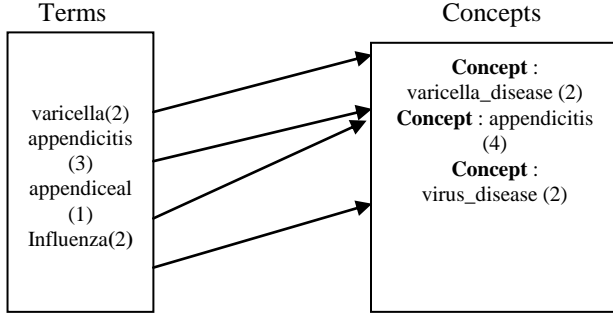 Terms
Concepts
varicella(2)
appendicitis
(3)
appendiceal
(1)
Influenza(2)
Concept :
varicella_disease (2)
Concept : appendicitis
(4)
Concept :
virus_disease (2)